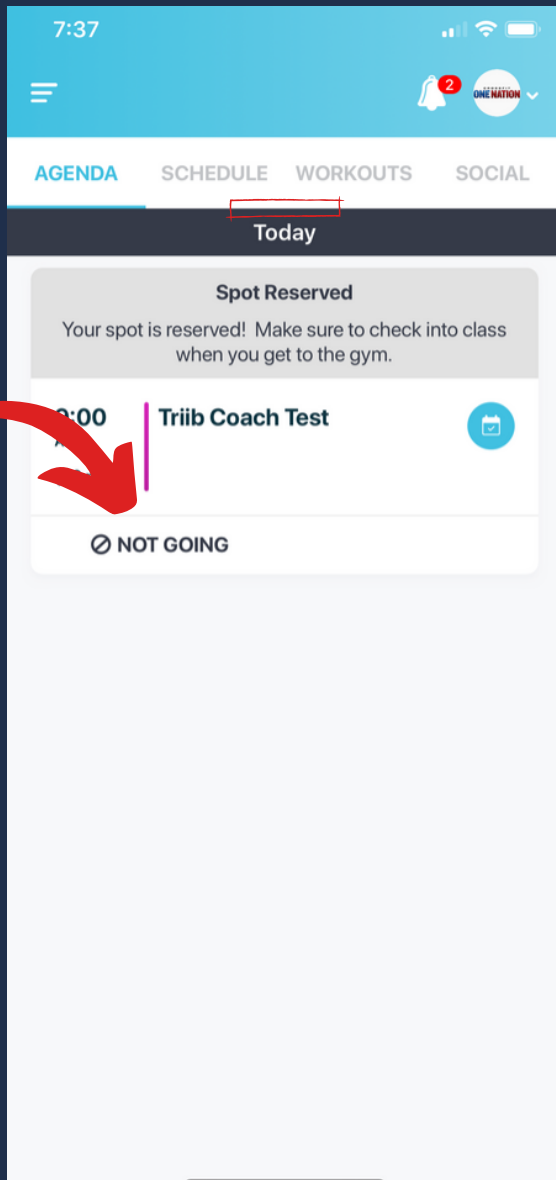 7:37
2
ONE NATION
AGENDA SCHEDULE WORKOUTS SOCIAL
Today
Spot Reserved
Your spot is reserved! Make sure to check into class
when you get to the gym.
:00 Triib Coach Test
NOT GOING